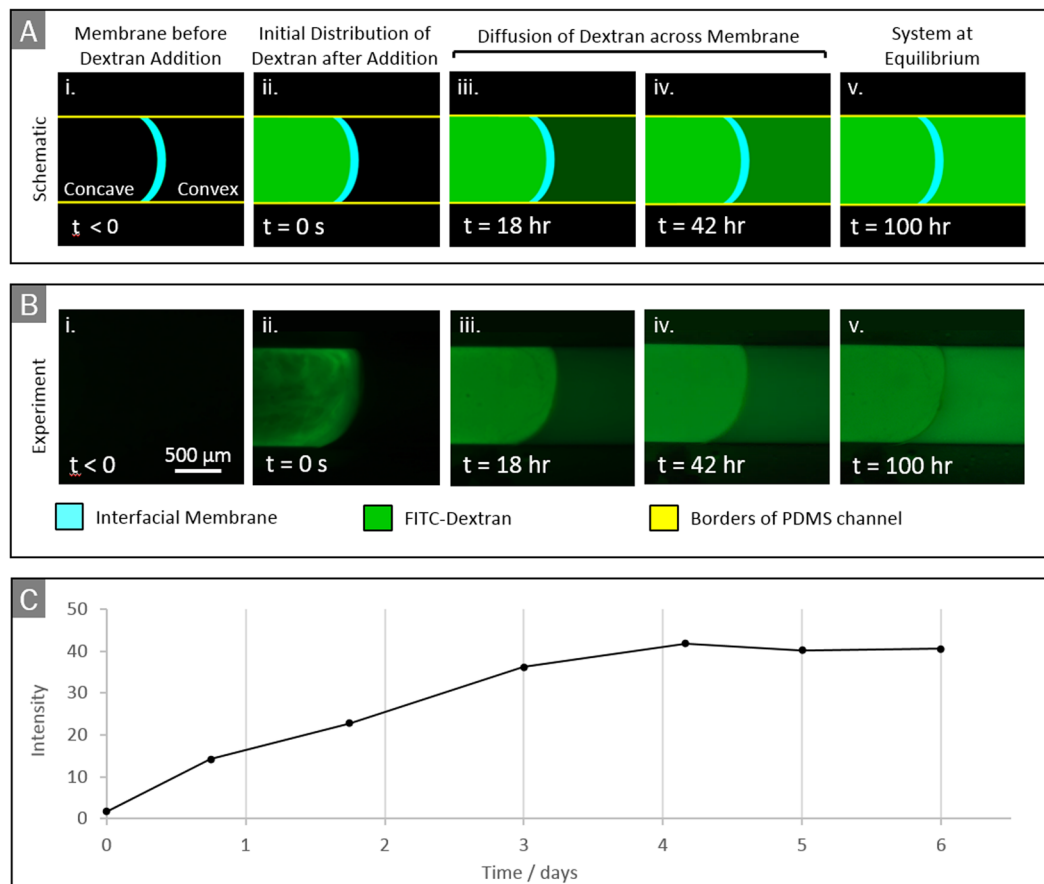 A
Membrane before
Dextran Addition
Initial Distribution of
Dextran after Addition
Diffusion of Dextran across Membrane
System at
Equilibrium
Schematic
i.
Concave
Convex
t < 0
ii.
t = 0 s
iii.
t = 18 hr
iv.
t = 42 hr
v.
t = 100 hr
B
Experiment
i.
t < 0
500 µm
ii.
t = 0 s
iii.
t = 18 hr
iv.
t = 42 hr
v.
t = 100 hr
Interfacial Membrane
FITC-Dextran
Borders of PDMS channel
C
Intensity
50
40
30
20
10
0
0 1 2 3 4 5 6
Time / days